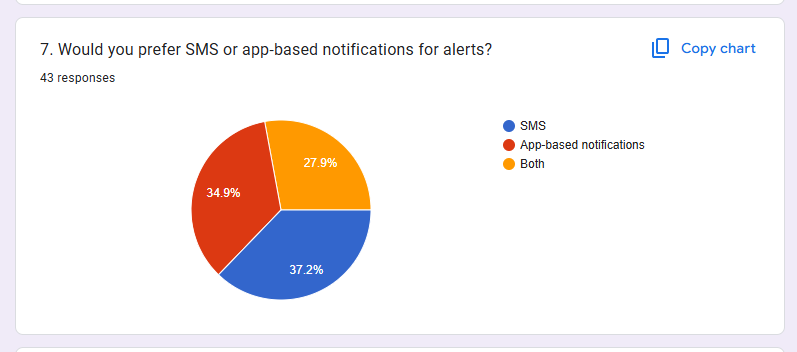 7. Would you prefer SMS or app-based notifications for alerts?
Copy chart
43 responses
SMS
App-based notifications
Both
27.9%
34.9%
37.2%